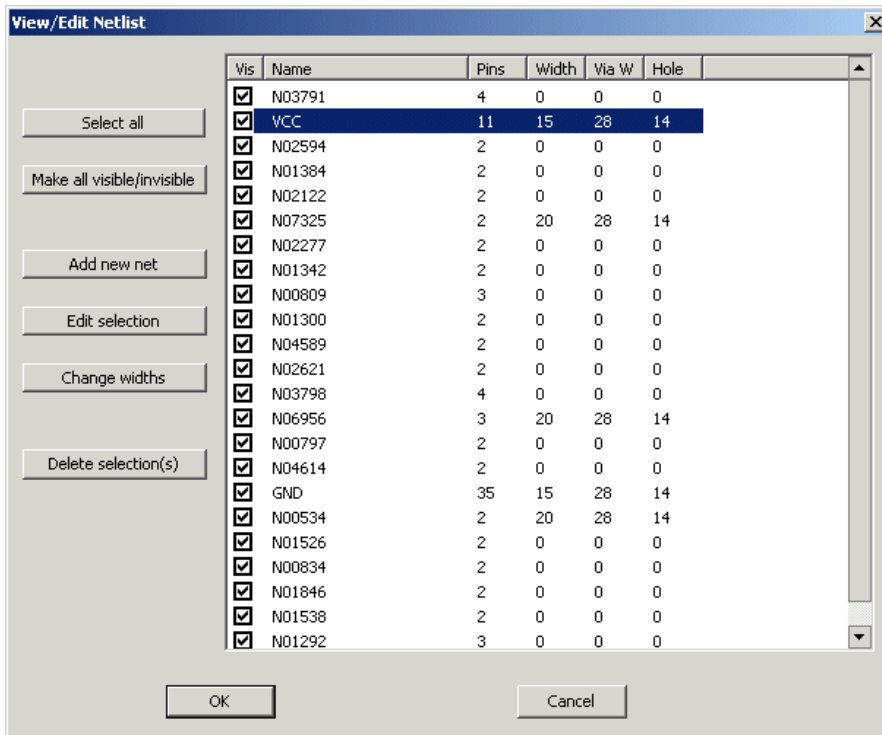 View/Edit Netlist
Vis Name Pins Width Via W Hole
N03791 4 0 0 0
Select all
VCC 11 15 28 14
N02594 2 0 0 0
N01384 2 0 0 0
Make all visible/invisible
N02122 2 0 0 0
N07325 2 20 28 14
N02277 2 0 0 0
Add new net
N01342 2 0 0 0
N00809 3 0 0 0
Edit selection
N01300 2 0 0 0
N04589 2 0 0 0
Change widths
N02621 2 0 0 0
N03798 4 0 0 0
N06956 3 20 28 14
N00797 2 0 0 0
Delete selection(s)
N04614 2 0 0 0
GND 35 15 28 14
N00534 2 20 28 14
N01526 2 0 0 0
N00834 2 0 0 0
N01846 2 0 0 0
N01538 2 0 0 0
N01292 3 0 0 0
OK
Cancel